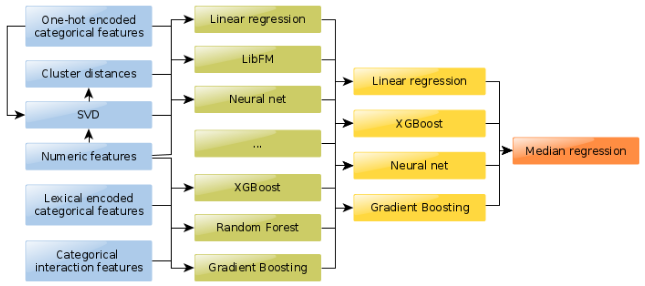 One-hot encoded
categorical features
Cluster distances
SVD
Numeric features
Lexical encoded
categorical features
Categorical
interaction features
Linear regression
LibFM
Neural net
...
XGBoost
Random Forest
Gradient Boosting
Linear regression
XGBoost
Neural net
Gradient Boosting
Median regression